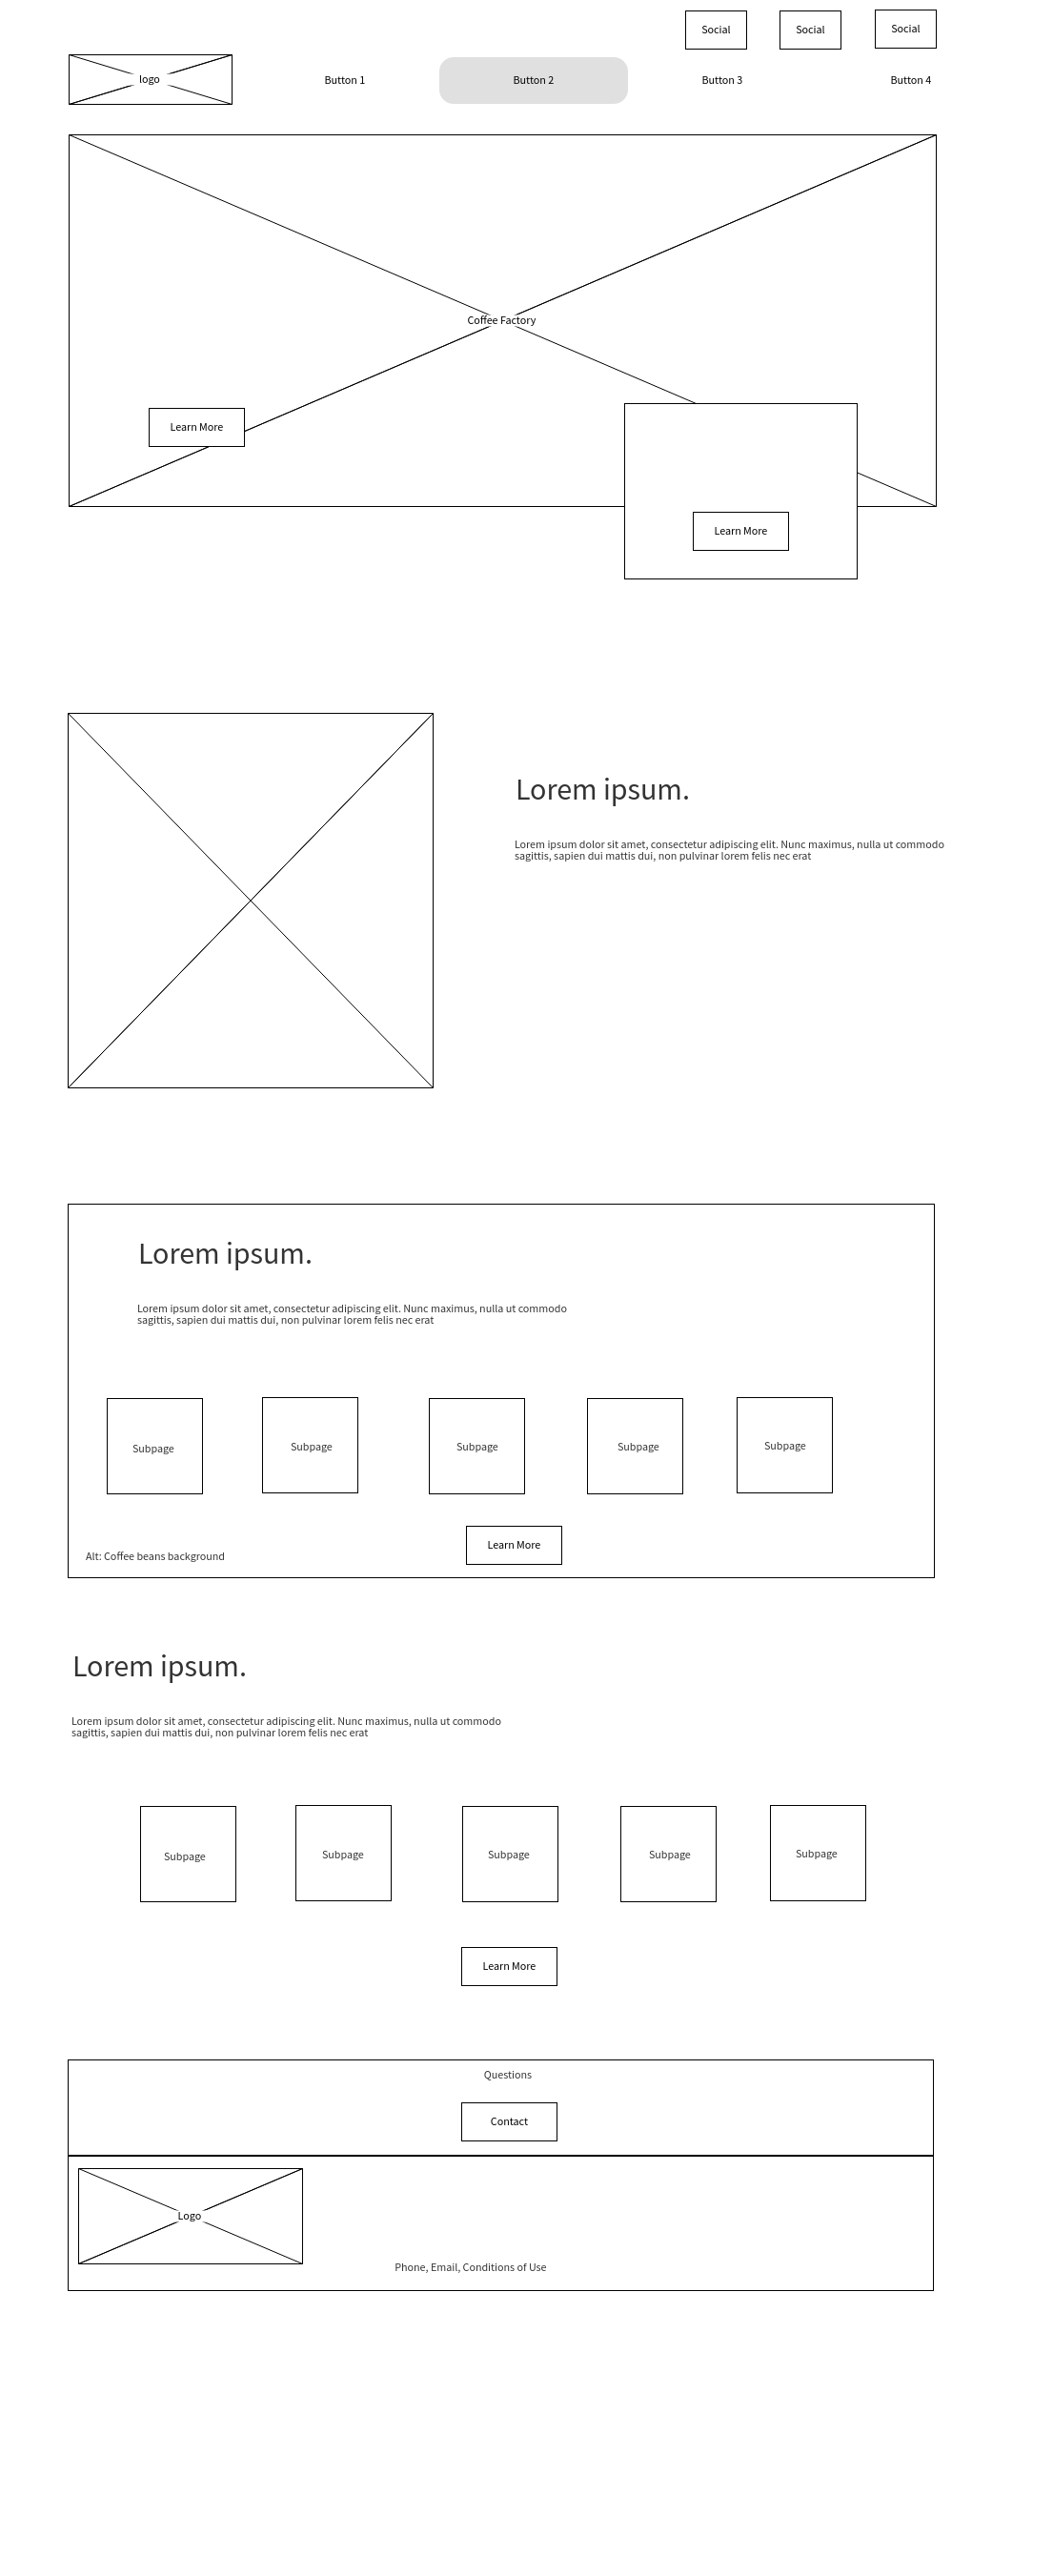 Social
Social
Social
logo
Button 1
Button 2
Button 3
Button 4
Coffee Factory
Learn More
Learn More
Lorem ipsum.
Lorem ipsum dolor sit amet, consectetur adipiscing elit. Nunc maximus, nulla ut commodo
sagittis, sapien dui mattis dui, non pulvinar lorem felis nec erat
Lorem ipsum.
Lorem ipsum dolor sit amet, consectetur adipiscing elit. Nunc maximus, nulla ut commodo
sagittis, sapien dui mattis dui, non pulvinar lorem felis nec erat
Subpage
Subpage
Subpage
Subpage
Subpage
Learn More
Alt: Coffee beans background
Lorem ipsum.
Lorem ipsum dolor sit amet, consectetur adipiscing elit. Nunc maximus, nulla ut commodo
sagittis, sapien dui mattis dui, non pulvinar lorem felis nec erat
Subpage
Subpage
Subpage
Subpage
Subpage
Learn More
Questions
Contact
Logo
Phone, Email, Conditions of Use